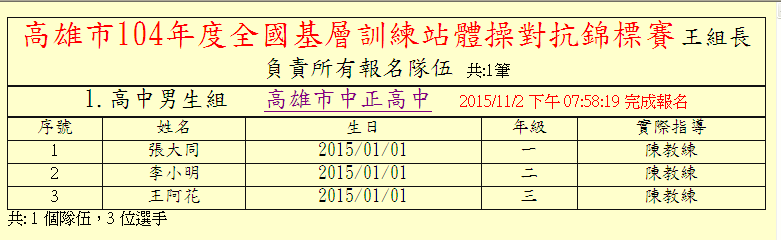 高雄市104年度全國基層訓練站體操對抗錦標賽 王組長
負責所有報名隊伍 共:1筆
1.高中男生組 高雄市中正高中 2015/11/2 下午 07:58:19 完成報名
序號 姓名 生日 年級 實際指導
1 張大同 2015/01/01 一 陳教練
2 李小明 2015/01/01 二 陳教練
3 王阿花 2015/01/01 三 陳教練
共: 1 個隊伍，3 位選手